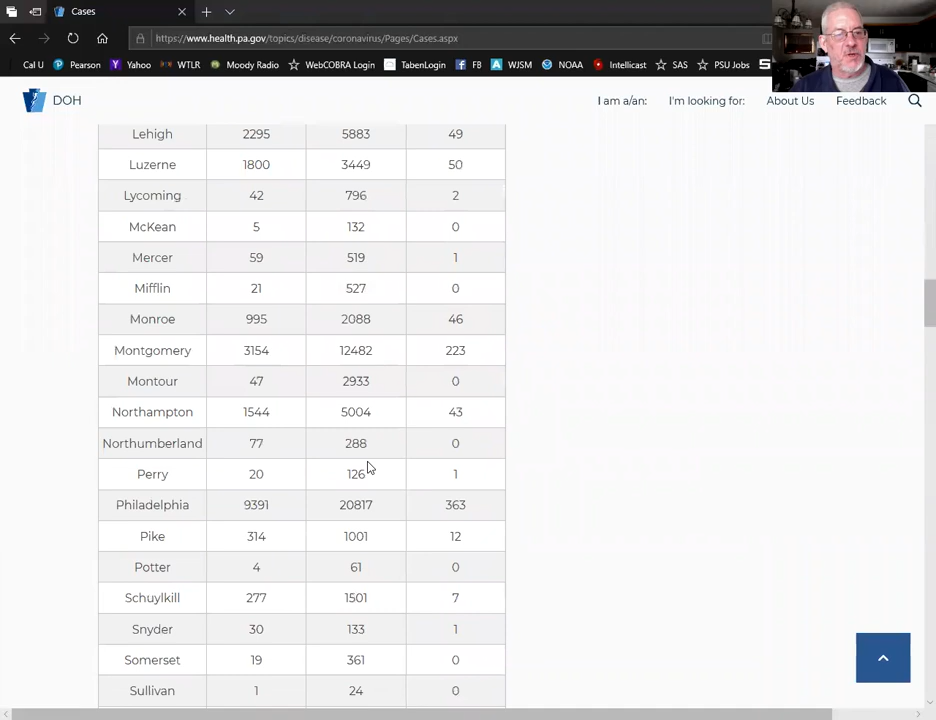 Cases
https://www.health.pa.gov/topics/disease/coronavirus/Pages/Cases.aspx
Cal U Pearson Yahoo WTLR Moody Radio WebCOBRA Login TabenLogin FB WJSM NOAA Intellicast SAS PSU Jobs
DOH I am a/an: I'm looking for: About Us Feedback
Lehigh 2295 5883 49
Luzerne 1800 3449 50
Lycoming 42 796 2
McKean 5 132 0
Mercer 59 519 1
Mifflin 21 527 0
Monroe 995 2088 46
Montgomery 3154 12482 223
Montour 47 2933 0
Northampton 1544 5004 43
Northumberland 77 288 0
Perry 20 126 1
Philadelphia 9391 20817 363
Pike 314 1001 12
Potter 4 61 0
Schuylkill 277 1501 7
Snyder 30 133 1
Somerset 19 361 0
Sullivan 1 24 0